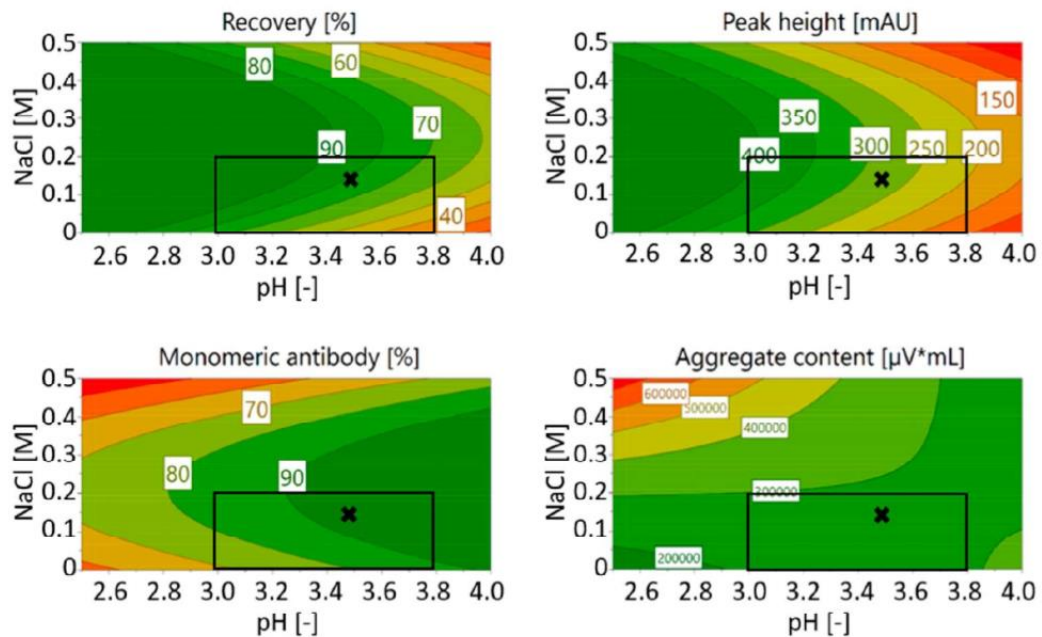 Recovery [%]
Peak height [mAU]
NaCl [M]
0.5
0.4
0.3
0.2
0.1
0
80
60
70
90
40
2.6 2.8 3.0 3.2 3.4 3.6 3.8 4.0
pH [-]
NaCl [M]
0.5
0.4
0.3
0.2
0.1
0
150
350
400
300
250
200
2.6 2.8 3.0 3.2 3.4 3.6 3.8 4.0
pH [-]
Monomeric antibody [%]
Aggregate content [µV*mL]
NaCl [M]
0.5
0.4
0.3
0.2
0.1
0
70
80
90
2.6 2.8 3.0 3.2 3.4 3.6 3.8 4.0
pH [-]
NaCl [M]
0.5
0.4
0.3
0.2
0.1
0
600000
500000
400000
300000
200000
2.6 2.8 3.0 3.2 3.4 3.6 3.8 4.0
pH [-]